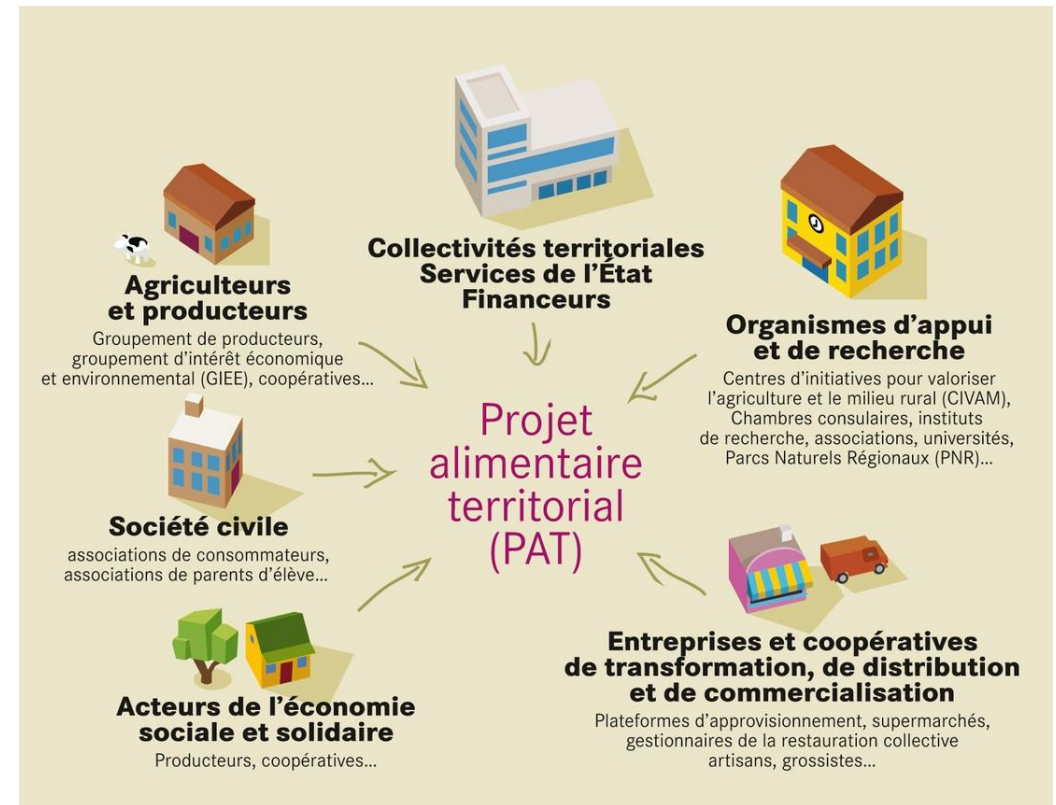 Collectivités territoriales
Services de l'État
Financeurs
Agriculteurs
et producteurs
Groupement de producteurs,
groupement d'intérêt économique
et environnemental (GIEE), coopératives...
Organismes d'appui
et de recherche
Centres d'initiatives pour valoriser
l'agriculture et le milieu rural (CIVAM),
Chambres consulaires, instituts
de recherche, associations, universités,
Parcs Naturels Régionaux (PNR)...
Projet
alimentaire
territorial
(PAT)
Société civile
associations de consommateurs,
associations de parents d'élève...
Acteurs de l'économie
sociale et solidaire
Producteurs, coopératives...
Entreprises et coopératives
de transformation, de distribution
et de commercialisation
Plateformes d'approvisionnement, supermarchés,
gestionnaires de la restauration collective
artisans, grossistes...